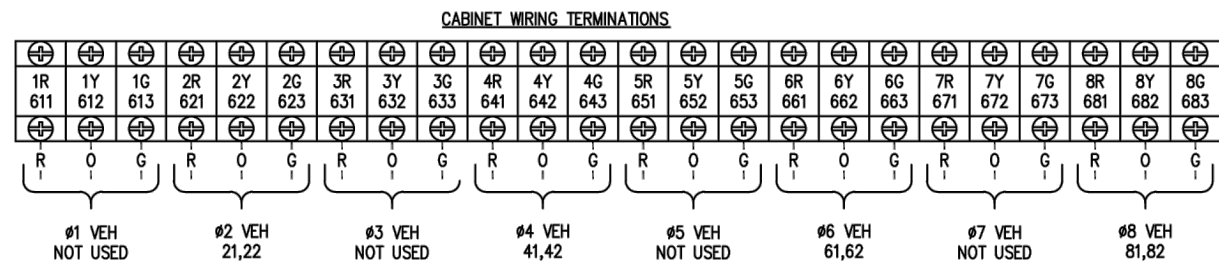 CABINET WIRING TERMINATIONS
1R 1Y 1G 2R 2Y 2G 3R 3Y 3G 4R 4Y 4G 5R 5Y 5G 6R 6Y 6G 7R 7Y 7G 8R 8Y 8G
611 612 613 621 622 623 631 632 633 641 642 643 651 652 653 661 662 663 671 672 673 681 682 683
R O G R O G R O G R O G R O G R O G R O G R O G
ø1 VEH ø2 VEH ø3 VEH ø4 VEH ø5 VEH ø6 VEH ø7 VEH ø8 VEH
NOT USED 21,22 NOT USED 41,42 NOT USED 61,62 NOT USED 81,82